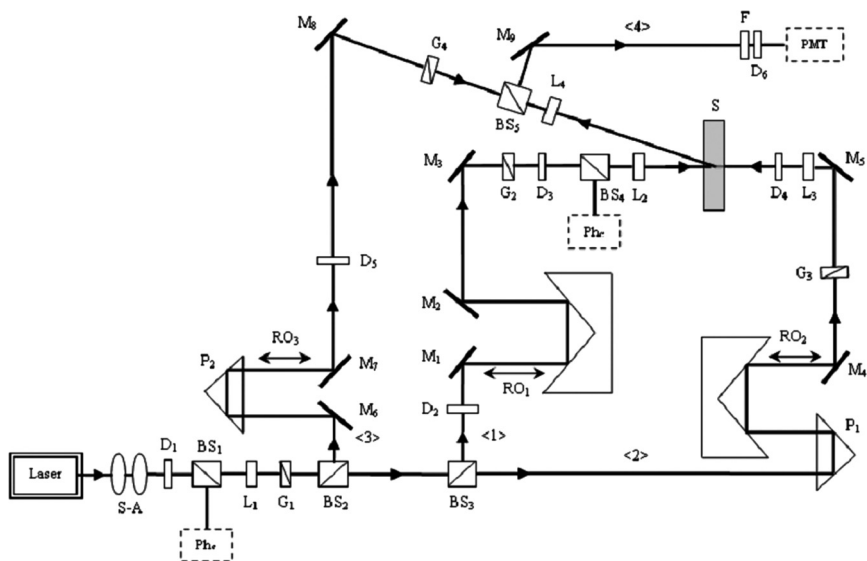 M8
G4
M9
<4>
F
PMT
D6
BS5
L4
S
M3
G2
D3
BS4
L2
D4
L3
M5
Phc
D5
G3
M2
RO3
P2
M7
M1
RO1
RO2
M4
D2
M6
<3>
<1>
<2>
P1
Laser
D1
BS1
S-A
L1
G1
BS2
BS3